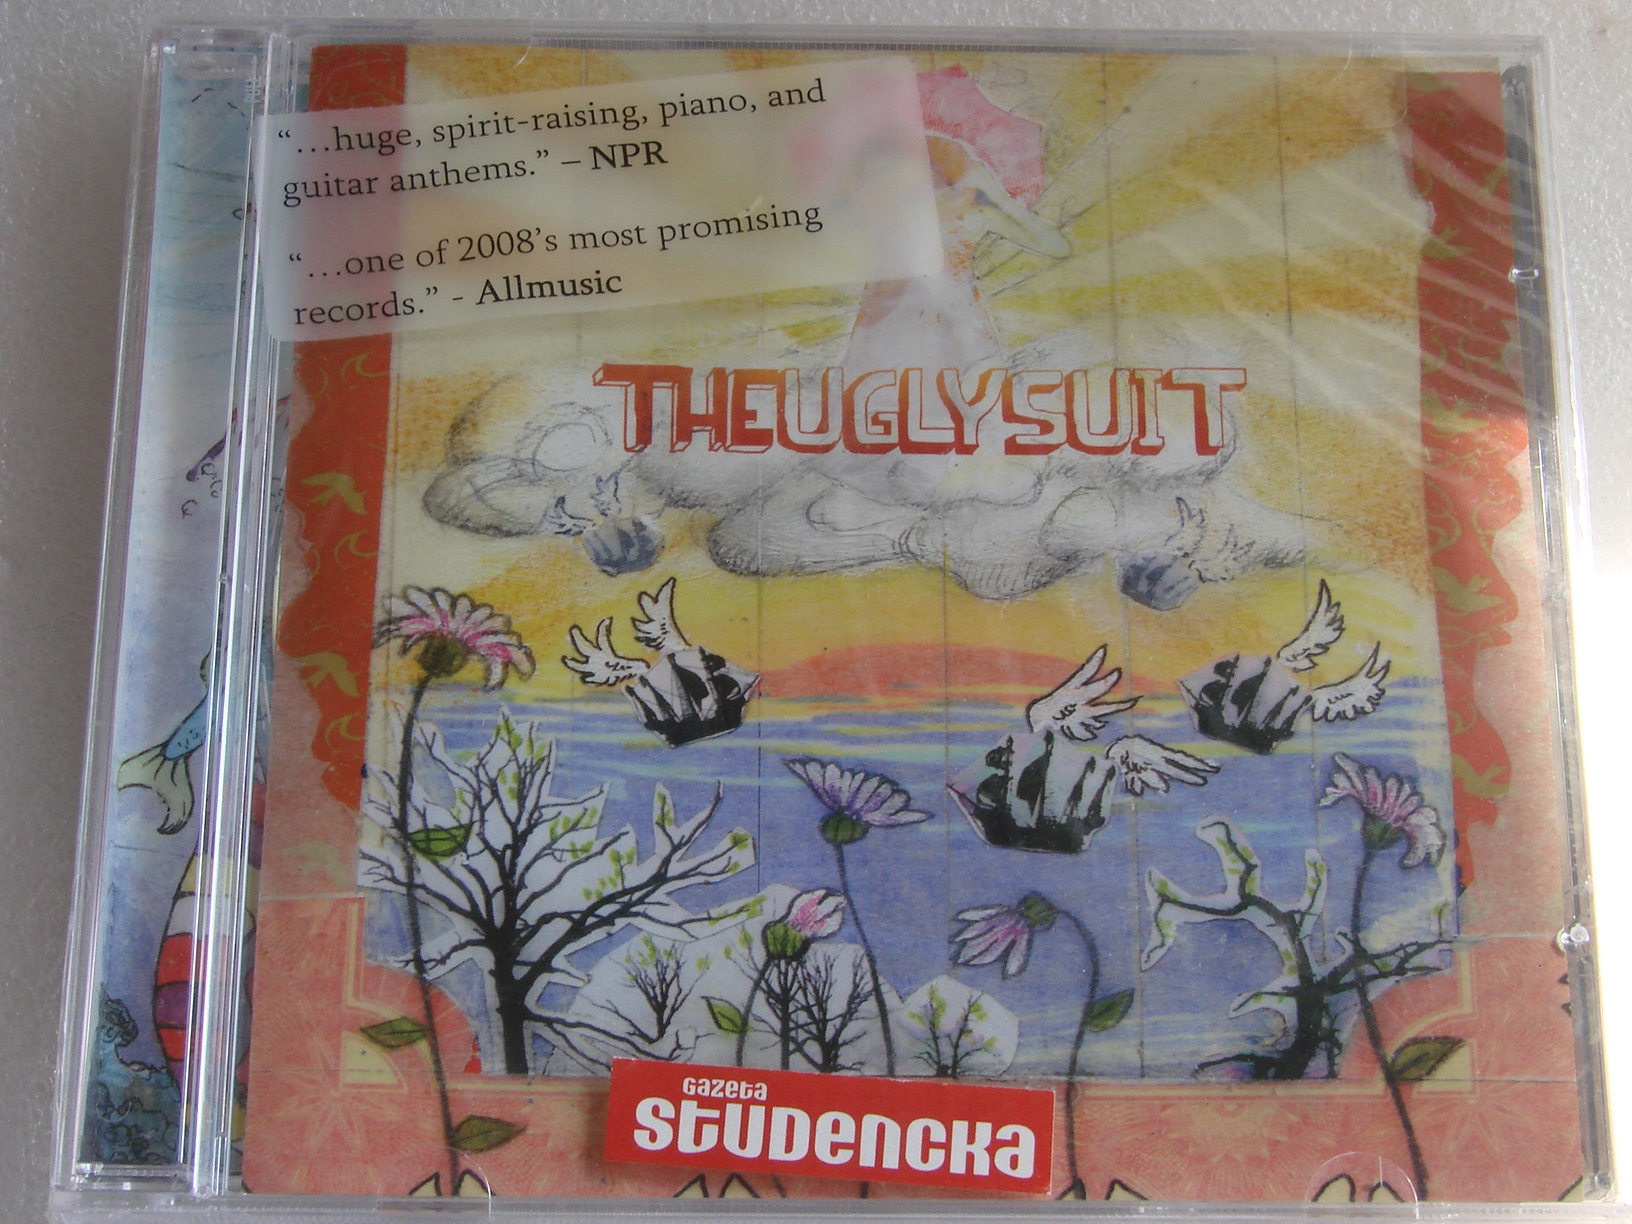 “...huge, spirit-raising, piano, and
guitar anthems.” – NPR
“...one of 2008’s most promising
records.” - Allmusic
THEUGLYSUIT
GAZETA
STUDENCKA